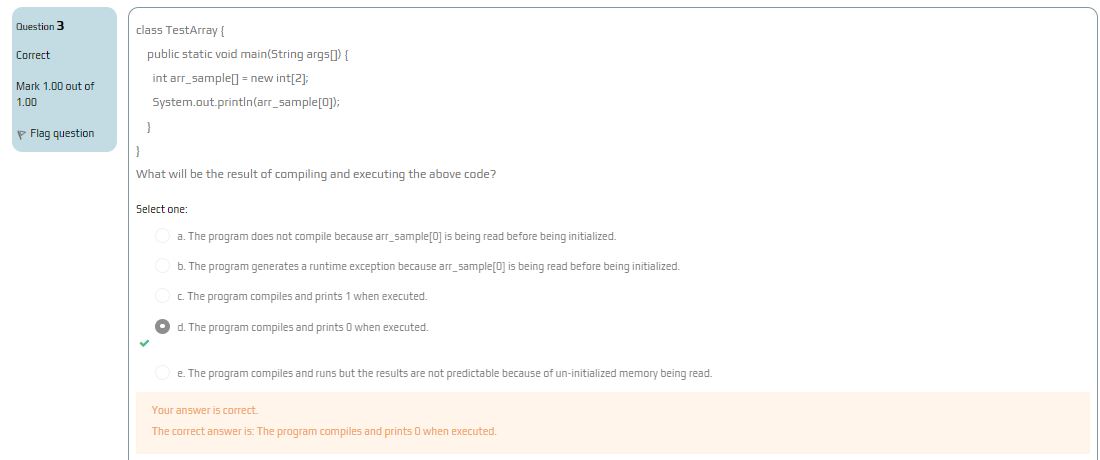 Question 3
Correct
Mark 1.00 out of
1.00
Flag question
class TestArray {
public static void main(String args[]) {
int arr_sample[] = new int[2];
System.out.println(arr_sample[0]);
}
}
What will be the result of compiling and executing the above code?
Select one:
a. The program does not compile because arr_sample[0] is being read before being initialized.
b. The program generates a runtime exception because arr_sample[0] is being read before being initialized.
c. The program compiles and prints 1 when executed.
d. The program compiles and prints 0 when executed.
e. The program compiles and runs but the results are not predictable because of un-initialized memory being read.
Your answer is correct.
The correct answer is: The program compiles and prints 0 when executed.